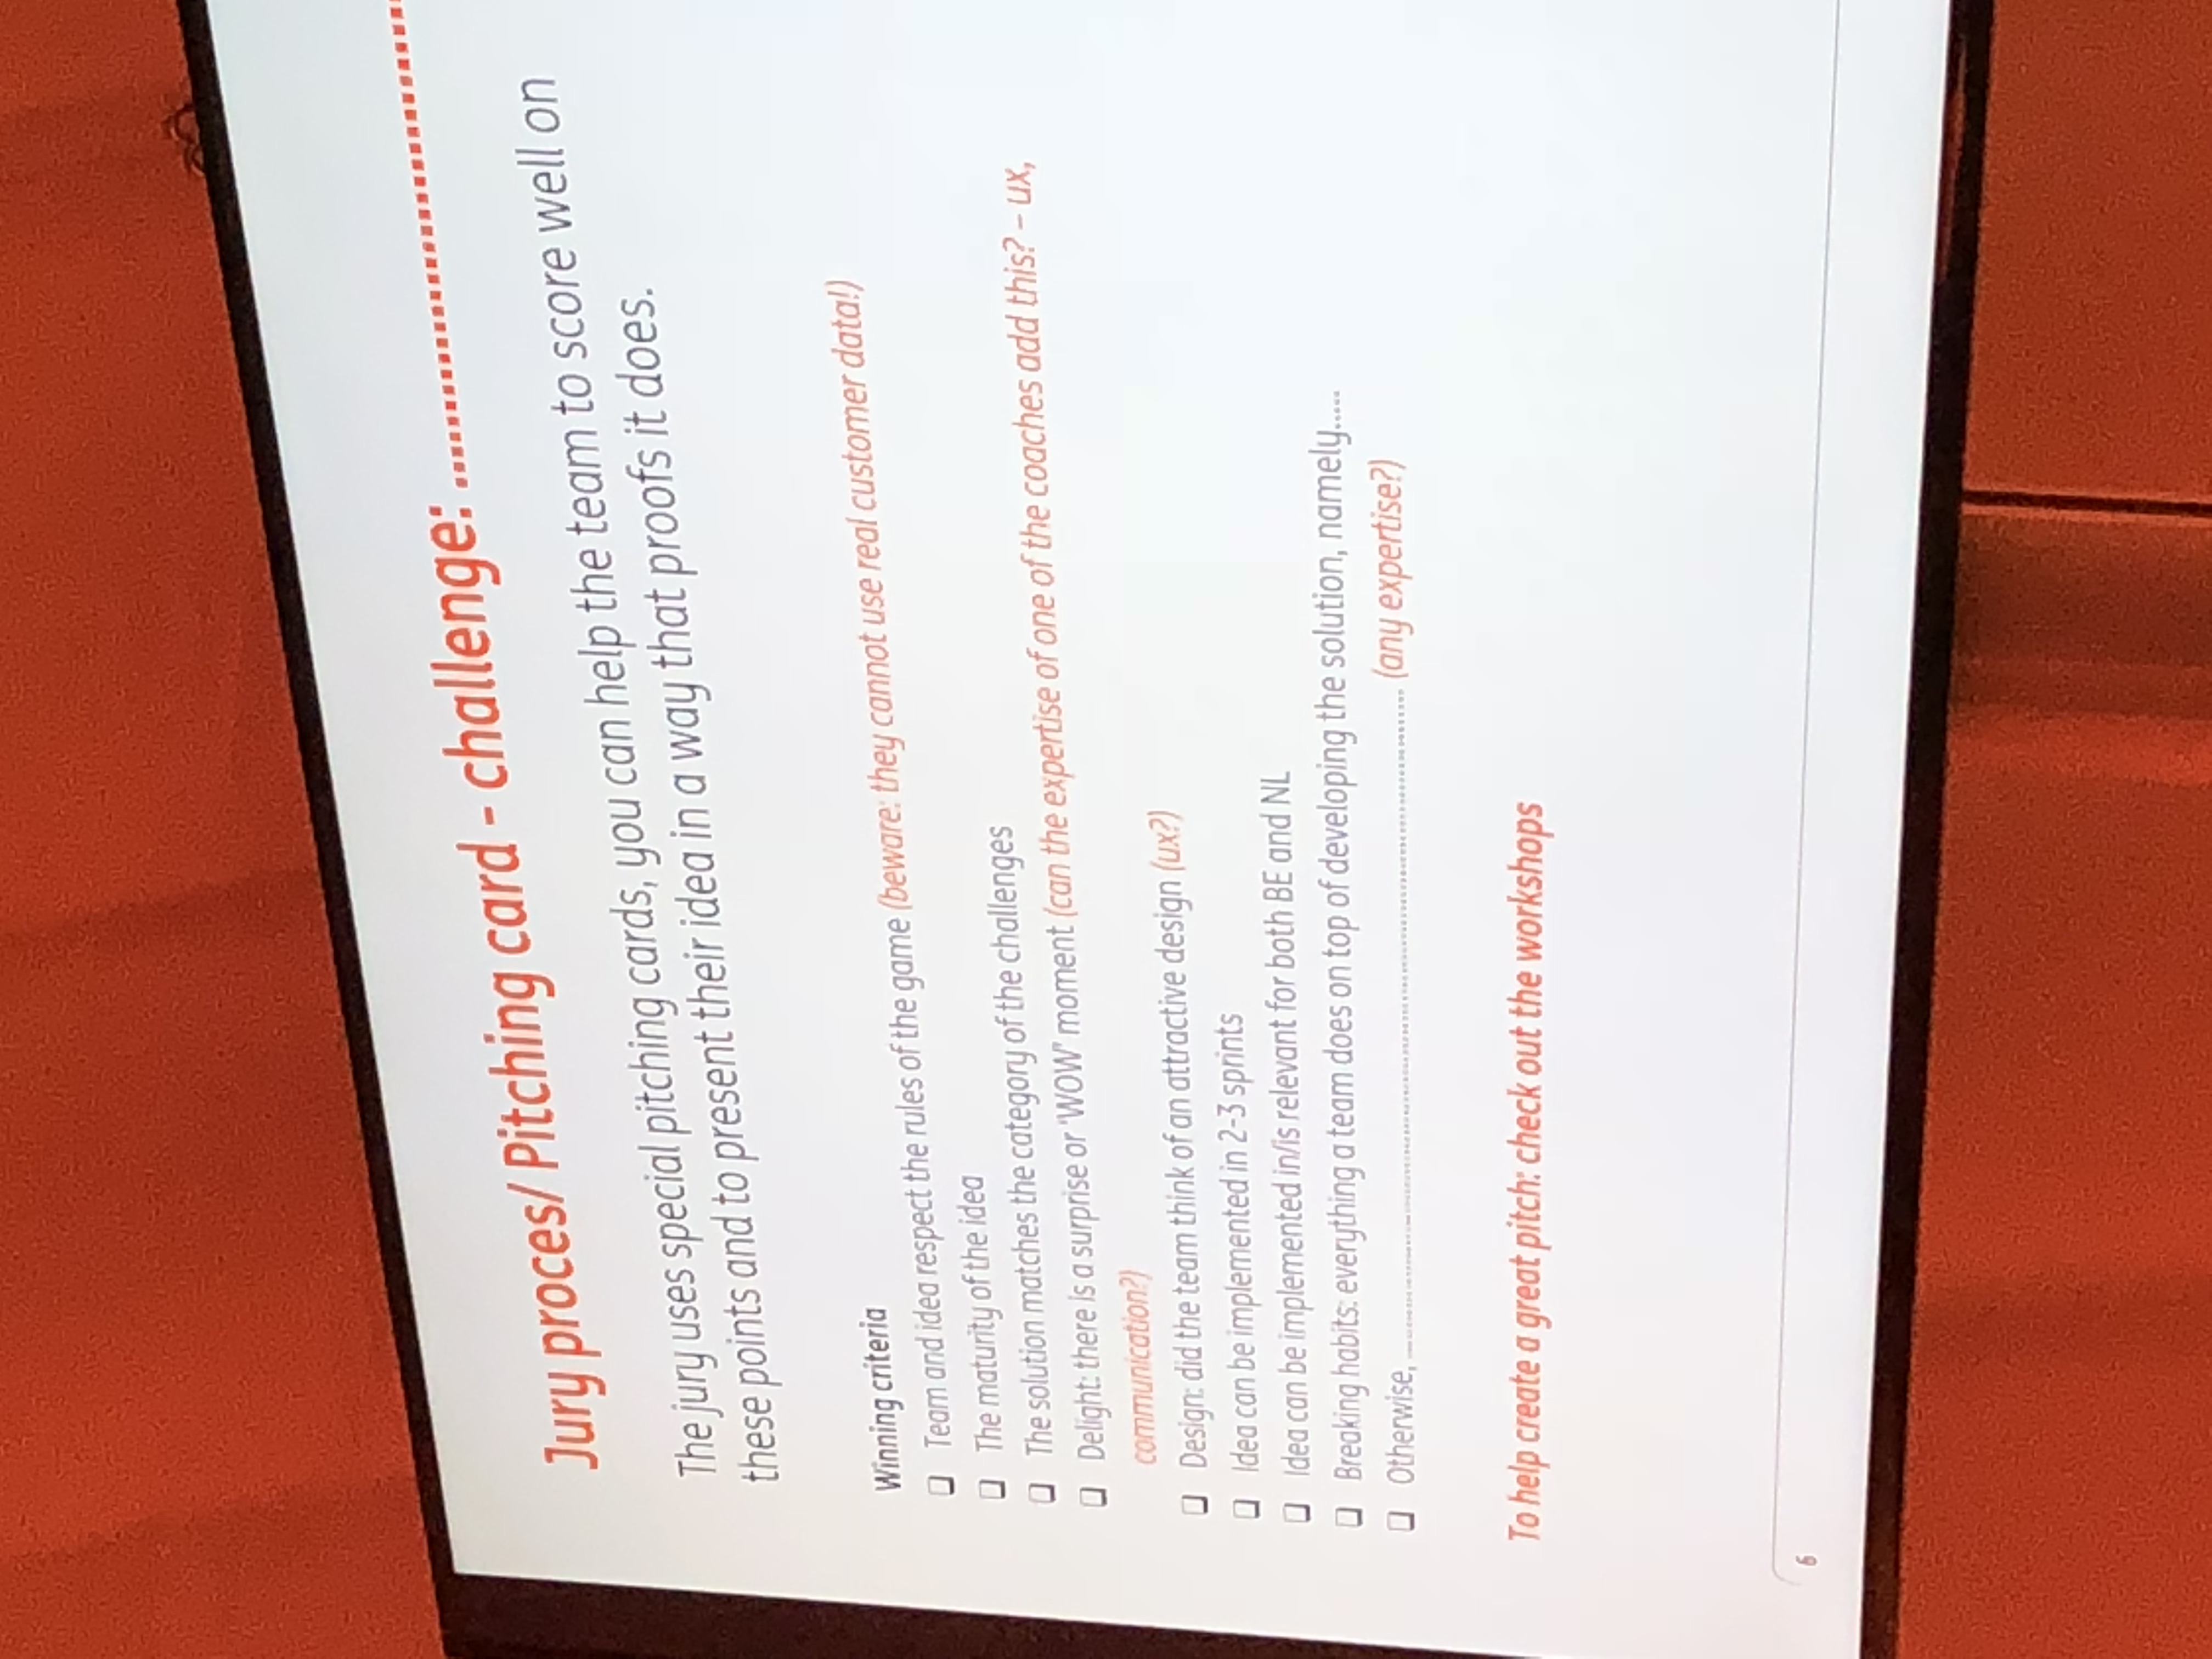 Jury proces/ Pitching card - challenge: ..............................
The jury uses special pitching cards, you can help the team to score well on
these points and to present their idea in a way that proofs it does.
Winning criteria
❑ Team and idea respect the rules of the game (beware: they cannot use real customer data!)
❑ The maturity of the idea
❑ The solution matches the category of the challenges
❑ Delight: there is a surprise or 'WOW' moment (can the expertise of one of the coaches add this? – ux,
communication?)
❑ Design: did the team think of an attractive design (ux?)
❑ Idea can be implemented in 2-3 sprints
❑ Idea can be implemented in/is relevant for both BE and NL
❑ Breaking habits: everything a team does on top of developing the solution, namely.....
❑ Otherwise, ........................................................................ (any expertise?)
To help create a great pitch: check out the workshops
6